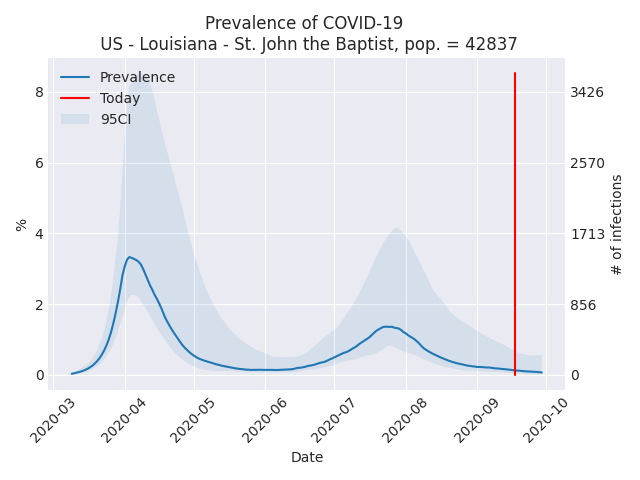 Prevalence of COVID-19
US - Louisiana - St. John the Baptist, pop. = 42837
Prevalence
Today
95CI
8
6
4
2
0
%
3426
2570
1713
856
0
# of infections
2020-03
2020-04
2020-05
2020-06
2020-07
2020-08
2020-09
2020-10
Date